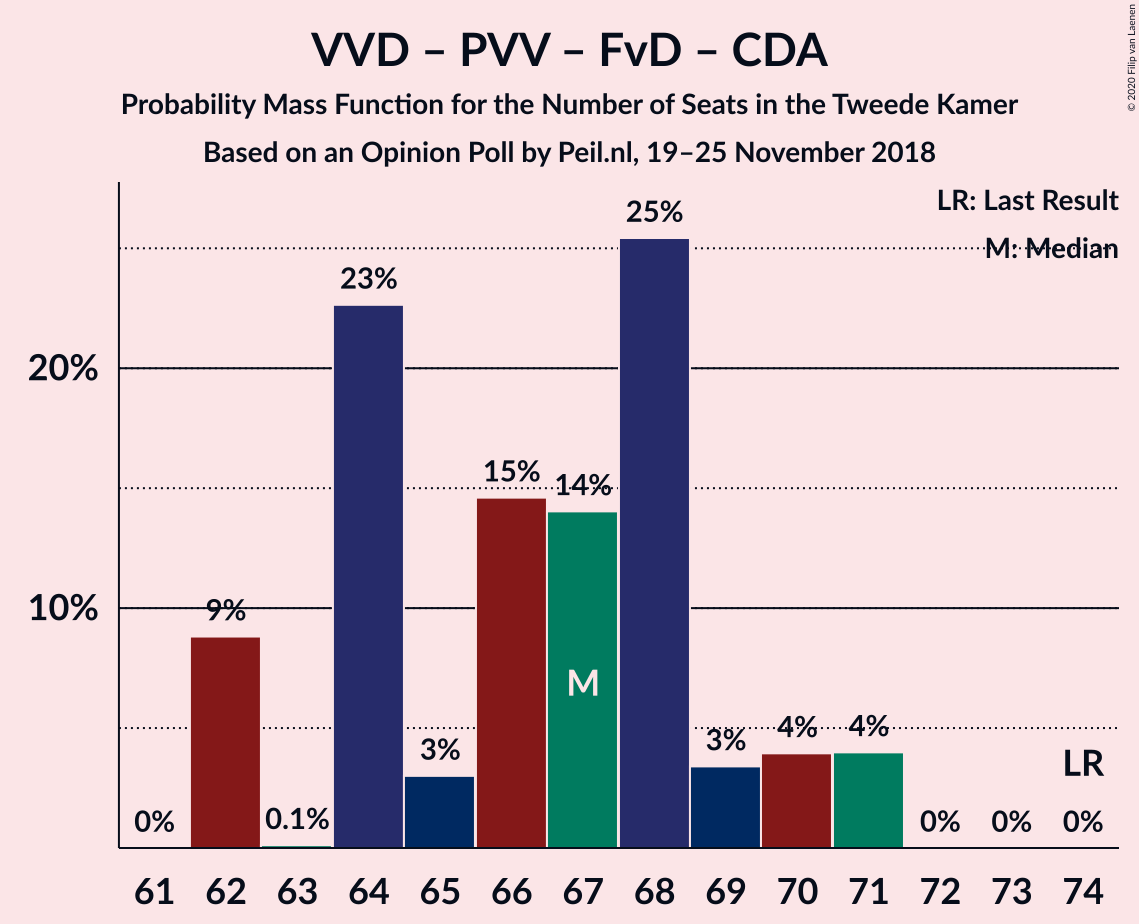 VVD – PVV – FvD – CDA
Probability Mass Function for the Number of Seats in the Tweede Kamer
Based on an Opinion Poll by Peil.nl, 19–25 November 2018
© 2020 Filip van Laenen
LR: Last Result
M: Median
25%
23%
20%
15%
14%
10%
9%
M
3%
3%
4%
4%
LR
0%
0.1%
0%
0%
0%
61 62 63 64 65 66 67 68 69 70 71 72 73 74